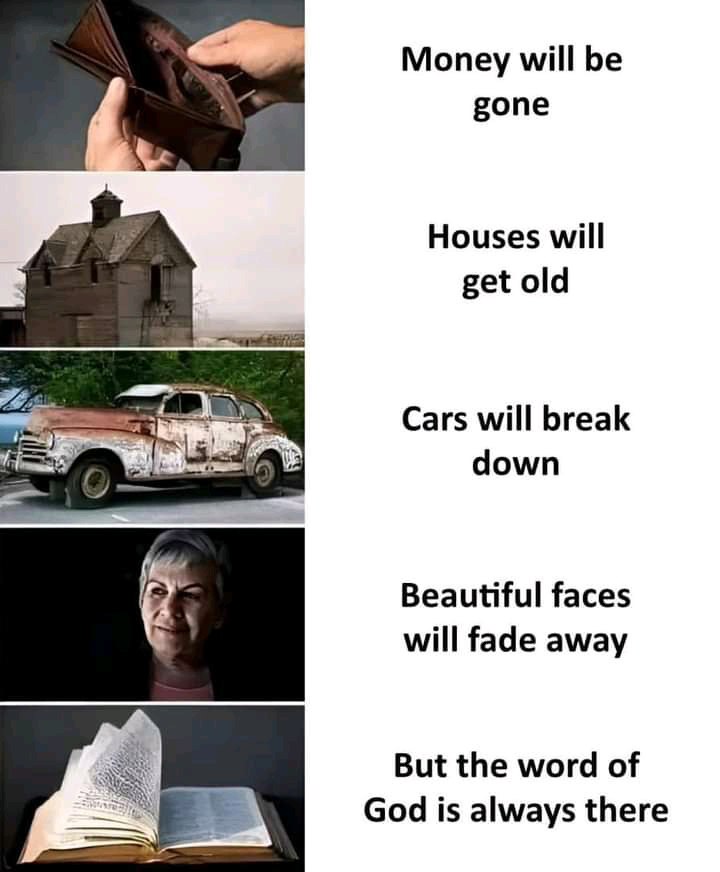 Money will be
gone
Houses will
get old
Cars will break
down
Beautiful faces
will fade away
But the word of
God is always there